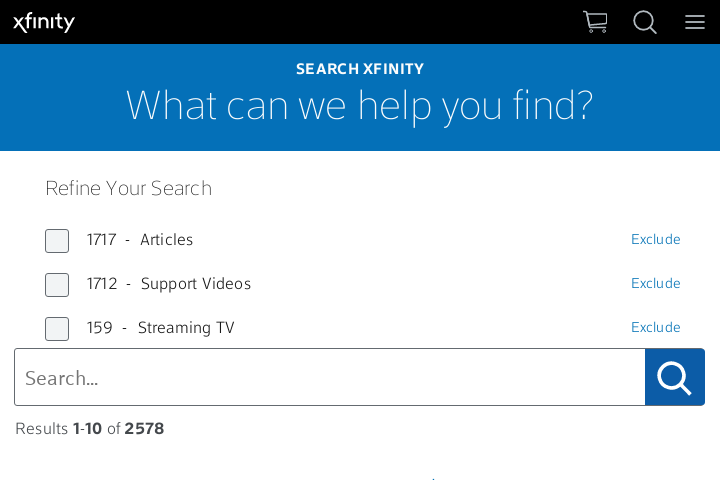 xfinity
SEARCH XFINITY
What can we help you find?
Refine Your Search
1717 - Articles Exclude
1712 - Support Videos Exclude
159 - Streaming TV Exclude
Search...
Results 1-10 of 2578